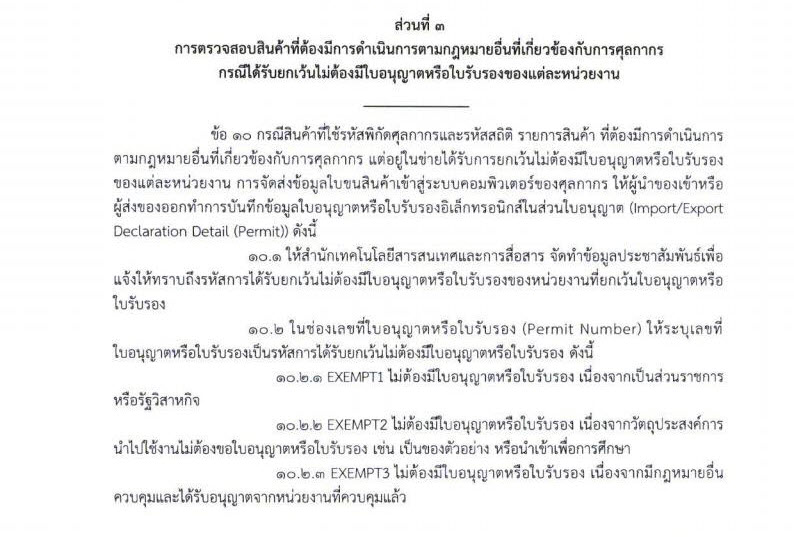 ส่วนที่ ๓
การตรวจสอบสินค้าที่ต้องมีการดำเนินการตามกฎหมายอื่นที่เกี่ยวข้องกับการศุลกากร
กรณีได้รับยกเว้นไม่ต้องมีใบอนุญาตหรือใบรับรองของแต่ละหน่วยงาน
ข้อ ๑๐ กรณีสินค้าที่ใช้รหัสพิกัดศุลกากรและรหัสสถิติ รายการสินค้า ที่ต้องมีการดำเนินการ
ตามกฎหมายอื่นที่เกี่ยวข้องกับการศุลกากร แต่อยู่ในข่ายได้รับการยกเว้นไม่ต้องมีใบอนุญาตหรือใบรับรอง
ของแต่ละหน่วยงาน การจัดส่งข้อมูลใบขนสินค้าเข้าสู่ระบบคอมพิวเตอร์ของศุลกากร ให้ผู้นำของเข้าหรือ
ผู้ส่งของออกทำการบันทึกข้อมูลใบอนุญาตหรือใบรับรองอิเล็กทรอนิกส์ในส่วนใบอนุญาต (Import/Export
Declaration Detail (Permit)) ดังนี้
๑๐.๑ ให้สำนักเทคโนโลยีสารสนเทศและการสื่อสาร จัดทำข้อมูลประชาสัมพันธ์เพื่อ
แจ้งให้ทราบถึงรหัสการได้รับยกเว้นไม่ต้องมีใบอนุญาตหรือใบรับรองของหน่วยงานที่ยกเว้นใบอนุญาตหรือ
ใบรับรอง
๑๐.๒ ในช่องเลขที่ใบอนุญาตหรือใบรับรอง (Permit Number) ให้ระบุเลขที่
ใบอนุญาตหรือใบรับรองเป็นรหัสการได้รับยกเว้นไม่ต้องมีใบอนุญาตหรือใบรับรอง ดังนี้
๑๐.๒.๑ EXEMPT1 ไม่ต้องมีใบอนุญาตหรือใบรับรอง เนื่องจากเป็นส่วนราชการ
หรือรัฐวิสาหกิจ
๑๐.๒.๒ EXEMPT2 ไม่ต้องมีใบอนุญาตหรือใบรับรอง เนื่องจากวัตถุประสงค์การ
นำไปใช้งานไม่ต้องขอใบอนุญาตหรือใบรับรอง เช่น เป็นของตัวอย่าง หรือนำเข้าเพื่อการศึกษา
๑๐.๒.๓ EXEMPT3 ไม่ต้องมีใบอนุญาตหรือใบรับรอง เนื่องจากมีกฎหมายอื่น
ควบคุมและได้รับอนุญาตจากหน่วยงานที่ควบคุมแล้ว